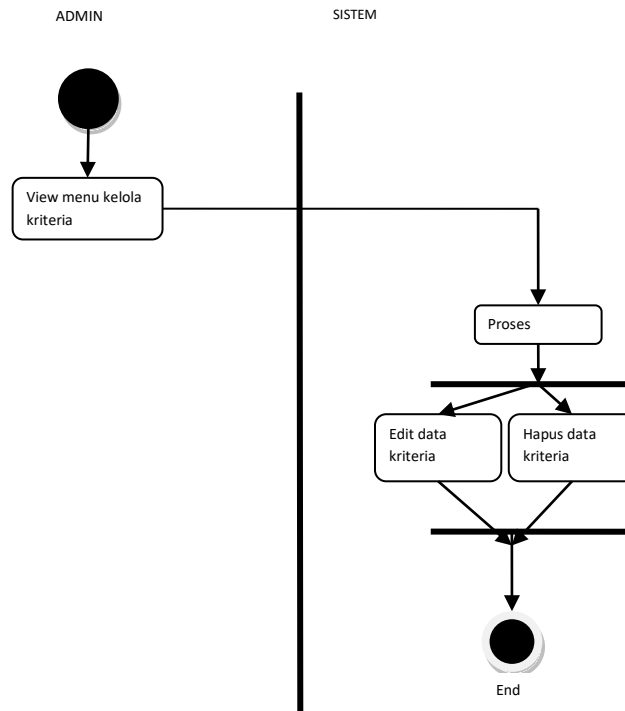 ADMIN
SISTEM
View menu kelola
kriteria
Proses
Edit data
kriteria
Hapus data
kriteria
End